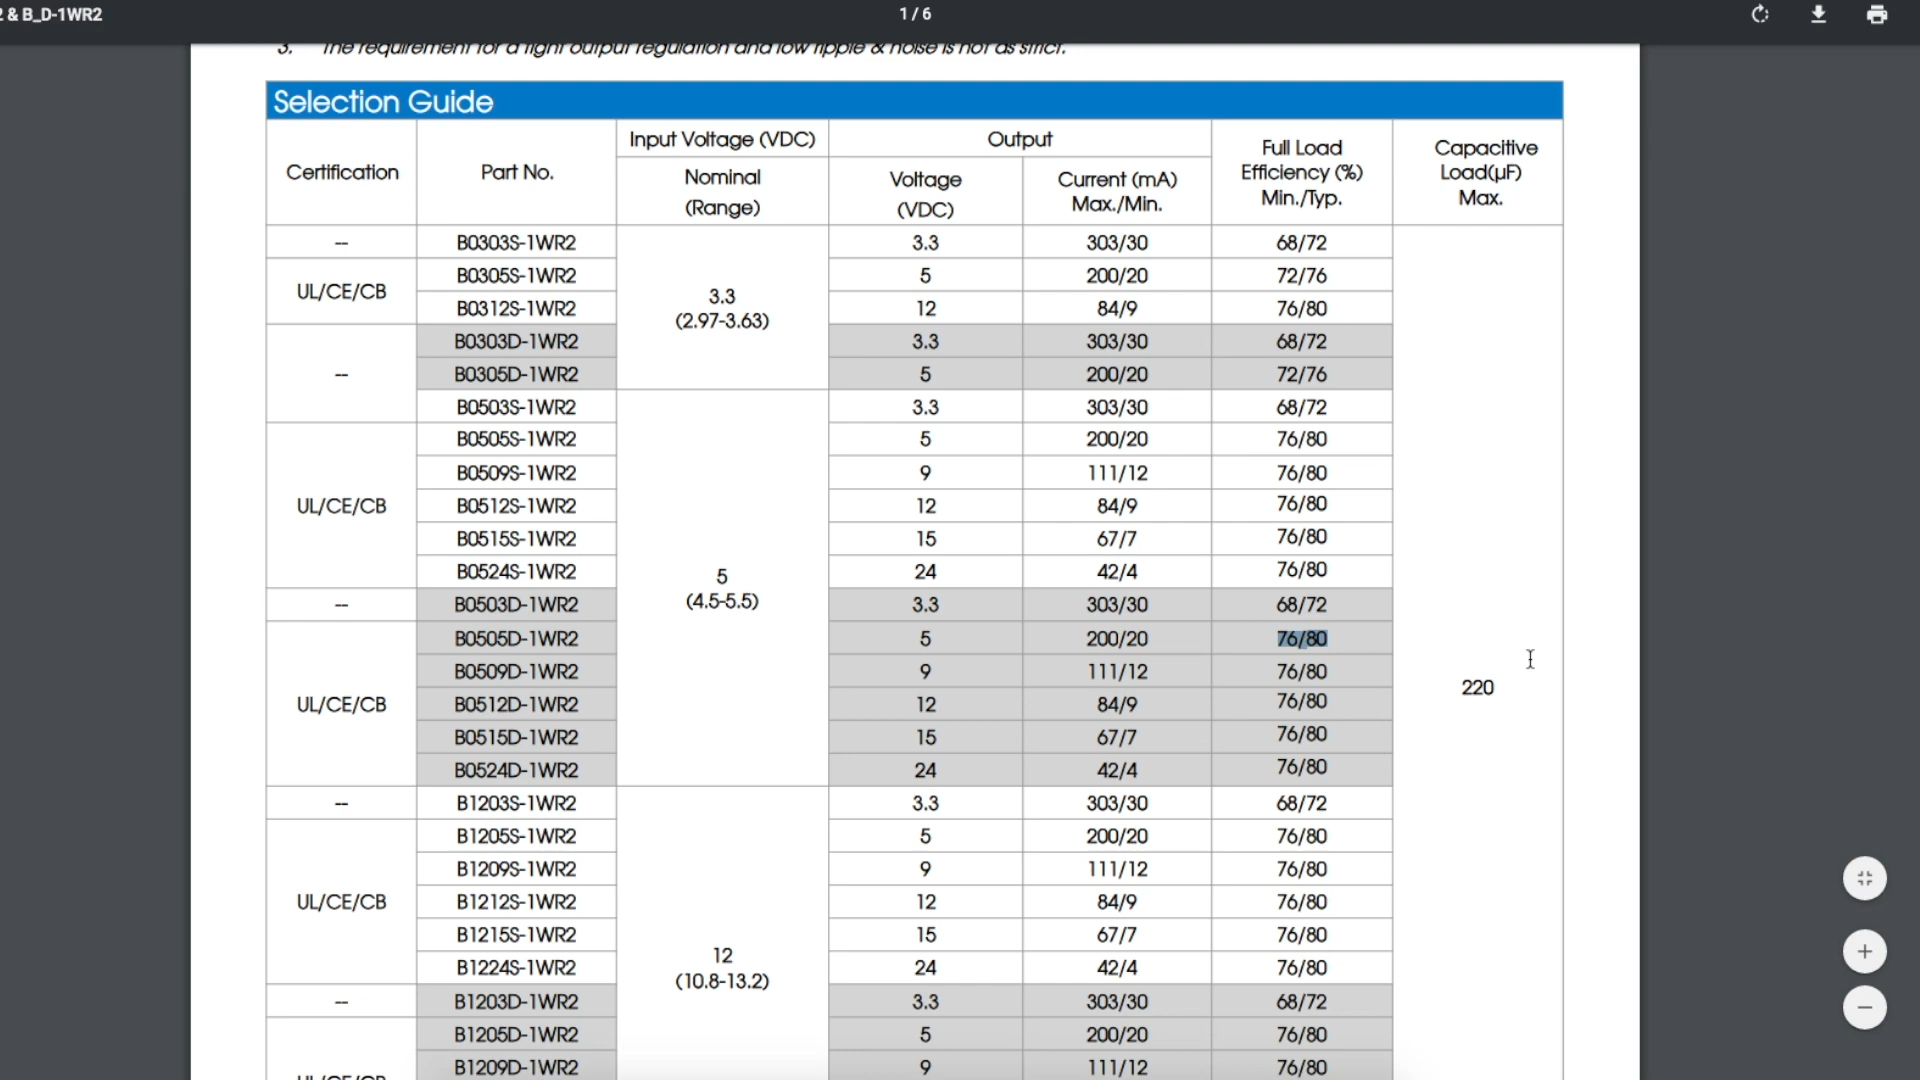 2 & B_D-1WR2
1 / 6
3. The requirement for a tight output regulation and low ripple & noise is not as strict.
Selection Guide
Certification
Part No.
Input Voltage (VDC)
Nominal
(Range)
Output
Voltage
(VDC)
Current (mA)
Max./Min.
Full Load
Efficiency (%)
Min./Typ.
Capacitive
Load(µF)
Max.
-- B0303S-1WR2 3.3 303/30 68/72
UL/CE/CB
B0305S-1WR2 5 200/20 72/76
B0312S-1WR2 12 84/9 76/80
3.3
(2.97-3.63)
B0303D-1WR2 3.3 303/30 68/72
-- B0305D-1WR2 5 200/20 72/76
B0503S-1WR2 3.3 303/30 68/72
B0505S-1WR2 5 200/20 76/80
B0509S-1WR2 9 111/12 76/80
UL/CE/CB B0512S-1WR2 12 84/9 76/80
B0515S-1WR2 15 67/7 76/80
B0524S-1WR2 24 42/4 76/80
5
(4.5-5.5)
-- B0503D-1WR2 3.3 303/30 68/72
B0505D-1WR2 5 200/20 76/80
B0509D-1WR2 9 111/12 76/80
220
UL/CE/CB B0512D-1WR2 12 84/9 76/80
B0515D-1WR2 15 67/7 76/80
B0524D-1WR2 24 42/4 76/80
-- B1203S-1WR2 3.3 303/30 68/72
B1205S-1WR2 5 200/20 76/80
B1209S-1WR2 9 111/12 76/80
UL/CE/CB B1212S-1WR2 12 84/9 76/80
B1215S-1WR2 15 67/7 76/80
B1224S-1WR2 24 42/4 76/80
12
(10.8-13.2)
-- B1203D-1WR2 3.3 303/30 68/72
B1205D-1WR2 5 200/20 76/80
B1209D-1WR2 9 111/12 76/80
UL/CE/CB